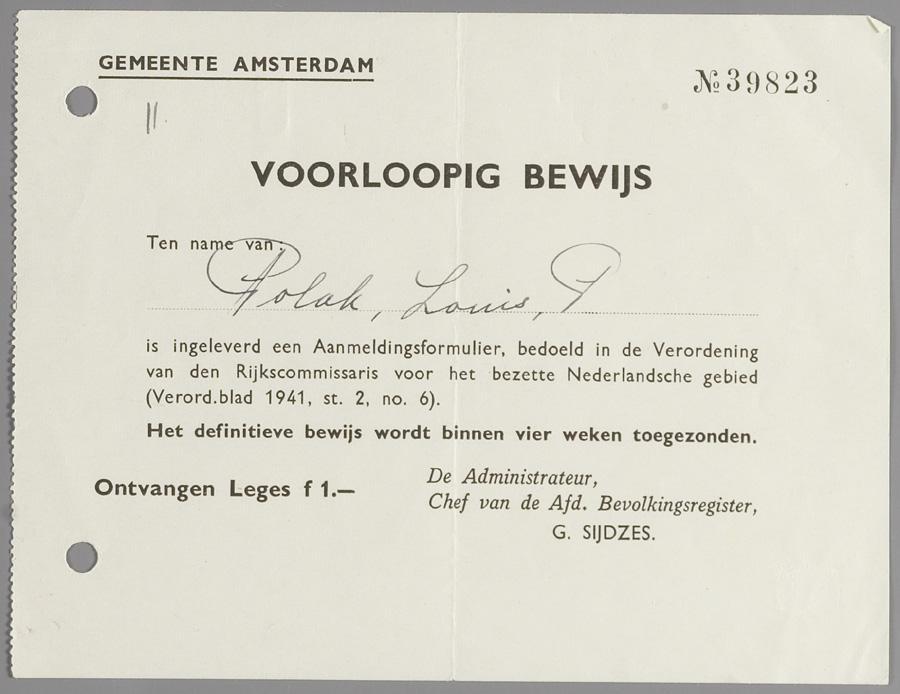 GEMEENTE AMSTERDAM
№ 39823
VOORLOOPIG BEWIJS
Ten name van:
Polak, Louis, P
is ingeleverd een Aanmeldingsformulier, bedoeld in de Verordening
van den Rijkscommissaris voor het bezette Nederlandsche gebied
(Verord.blad 1941, st. 2, no. 6).
Het definitieve bewijs wordt binnen vier weken toegezonden.
Ontvangen Leges f 1.—
De Administrateur,
Chef van de Afd. Bevolkingsregister,
G. SIJDZES.